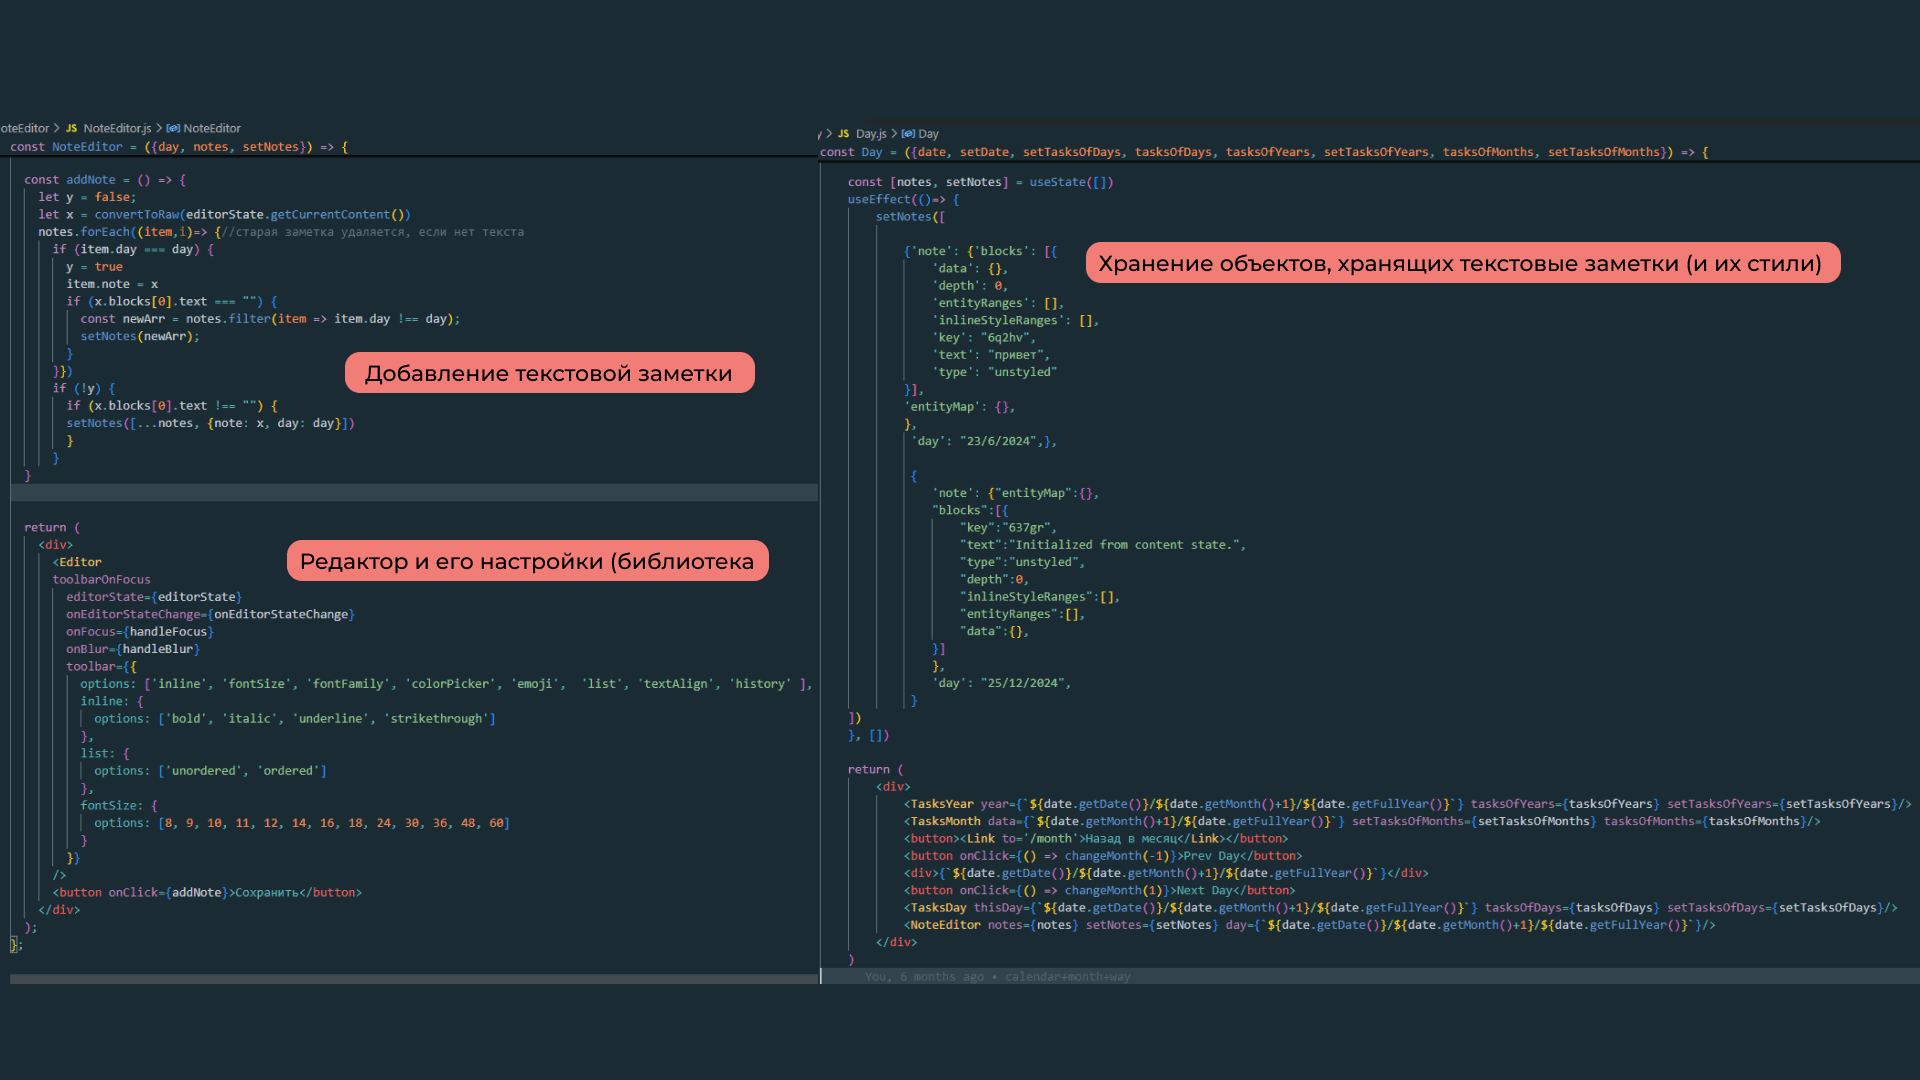 oteEditor > JS NoteEditor.js > NoteEditor
const NoteEditor = ({day, notes, setNotes}) => {
const addNote = () => {
let y = false;
let x = convertToRaw(editorState.getCurrentContent())
notes.forEach((item,i)=> {//старая заметка удаляется, если нет текста
if (item.day === day) {
y = true
item.note = x
if (x.blocks[0].text === "") {
const newArr = notes.filter(item => item.day !== day);
setNotes(newArr);
}
}})
Добавление текстовой заметки
if (!y) {
if (x.blocks[0].text !== "") {
setNotes([...notes, {note: x, day: day}])
}
}
}
return (
<div>
<Editor
Редактор и его настройки (библиотека
toolbarOnFocus
editorState={editorState}
onEditorStateChange={onEditorStateChange}
onFocus={handleFocus}
onBlur={handleBlur}
toolbar={{
options: ['inline', 'fontSize', 'fontFamily', 'colorPicker', 'emoji',  'list', 'textAlign', 'history' ],
inline: {
options: ['bold', 'italic', 'underline', 'strikethrough']
},
list: {
options: ['unordered', 'ordered']
},
fontSize: {
options: [8, 9, 10, 11, 12, 14, 16, 18, 24, 30, 36, 48, 60]
}
}}
/>
<button onClick={addNote}>Сохранить</button>
</div>
);
};
y > JS Day.js > Day
const Day = ({date, setDate, setTasksOfDays, tasksOfDays, tasksOfYears, setTasksOfYears, tasksOfMonths, setTasksOfMonths}) => {
const [notes, setNotes] = useState([])
useEffect(()=> {
setNotes([
{'note': {'blocks': [{
Хранение объектов, хранящих текстовые заметки (и их стили)
'data': {},
'depth': 0,
'entityRanges': [],
'inlineStyleRanges': [],
'key': "6q2hv",
'text': "привет",
'type': "unstyled"
}],
'entityMap': {},
},
'day': "23/6/2024",},
{
'note': {"entityMap":{},
"blocks":[{
"key":"637gr",
"text":"Initialized from content state.",
"type":"unstyled",
"depth":0,
"inlineStyleRanges":[],
"entityRanges":[],
"data":{},
}]
},
'day': "25/12/2024",
}
])
}, [])
return (
<div>
<TasksYear year={`${date.getDate()}/${date.getMonth()+1}/${date.getFullYear()}`} tasksOfYears={tasksOfYears} setTasksOfYears={setTasksOfYears}/>
<TasksMonth data={`${date.getMonth()+1}/${date.getFullYear()}`} setTasksOfMonths={setTasksOfMonths} tasksOfMonths={tasksOfMonths}/>
<button><Link to='/month'>Назад в месяц</Link></button>
<button onClick={() => changeMonth(-1)}>Prev Day</button>
<div>{`${date.getDate()}/${date.getMonth()+1}/${date.getFullYear()}`}</div>
<button onClick={() => changeMonth(1)}>Next Day</button>
<TasksDay thisDay={`${date.getDate()}/${date.getMonth()+1}/${date.getFullYear()}`} tasksOfDays={tasksOfDays} setTasksOfDays={setTasksOfDays}/>
<NoteEditor notes={notes} setNotes={setNotes} day={`${date.getDate()}/${date.getMonth()+1}/${date.getFullYear()}`}/>
</div>
)
You, 6 months ago • calendar+month+way